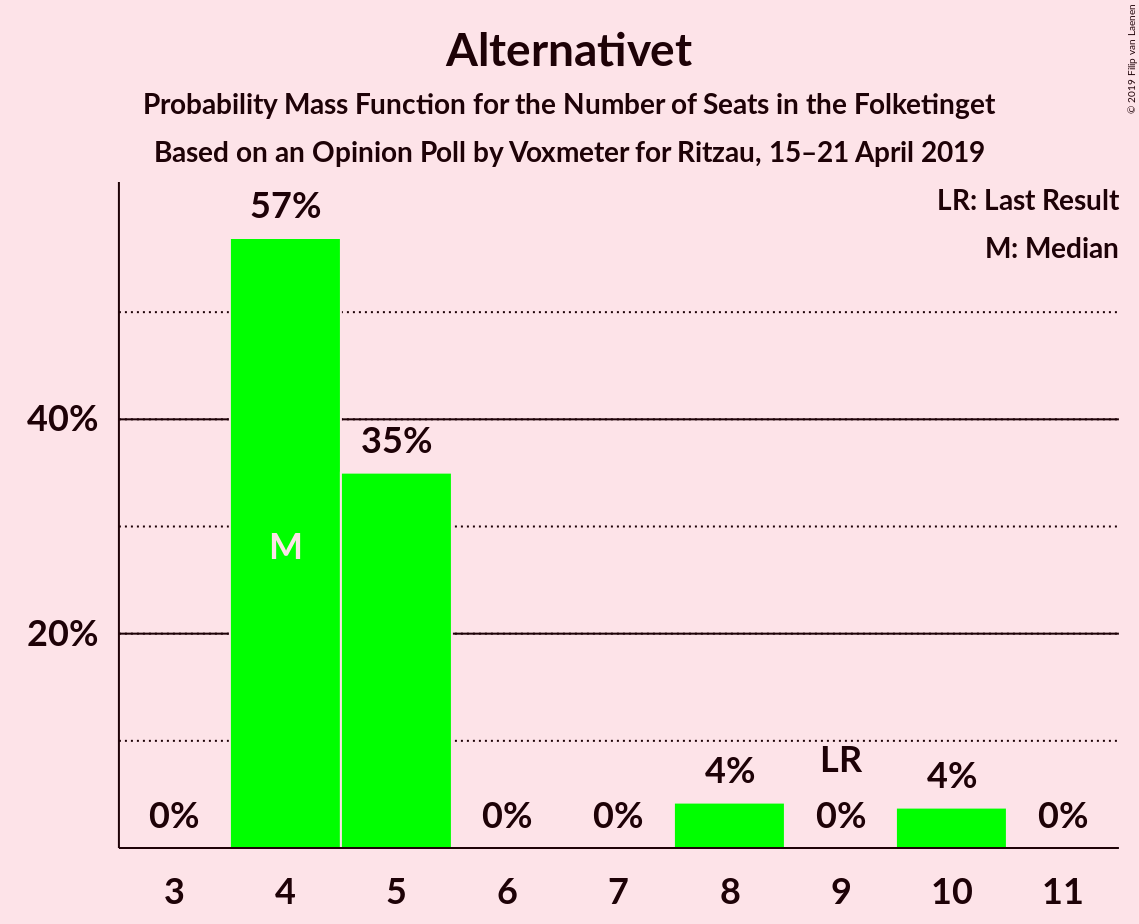 Alternativet
Probability Mass Function for the Number of Seats in the Folketinget
Based on an Opinion Poll by Voxmeter for Ritzau, 15–21 April 2019
© 2019 Filip van Laenen
LR: Last Result
M: Median
57%
40%
35%
M
20%
LR
0%
0%
0%
4%
0%
4%
0%
3 4 5 6 7 8 9 10 11